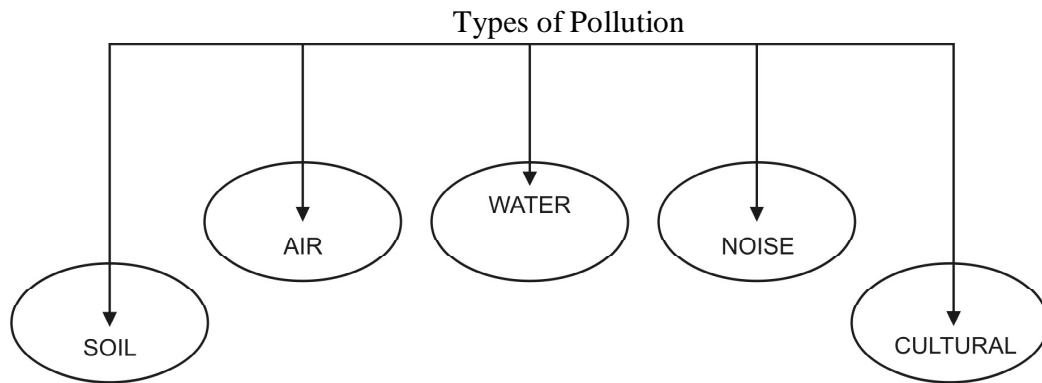 Types of Pollution
WATER
AIR
NOISE
SOIL
CULTURAL